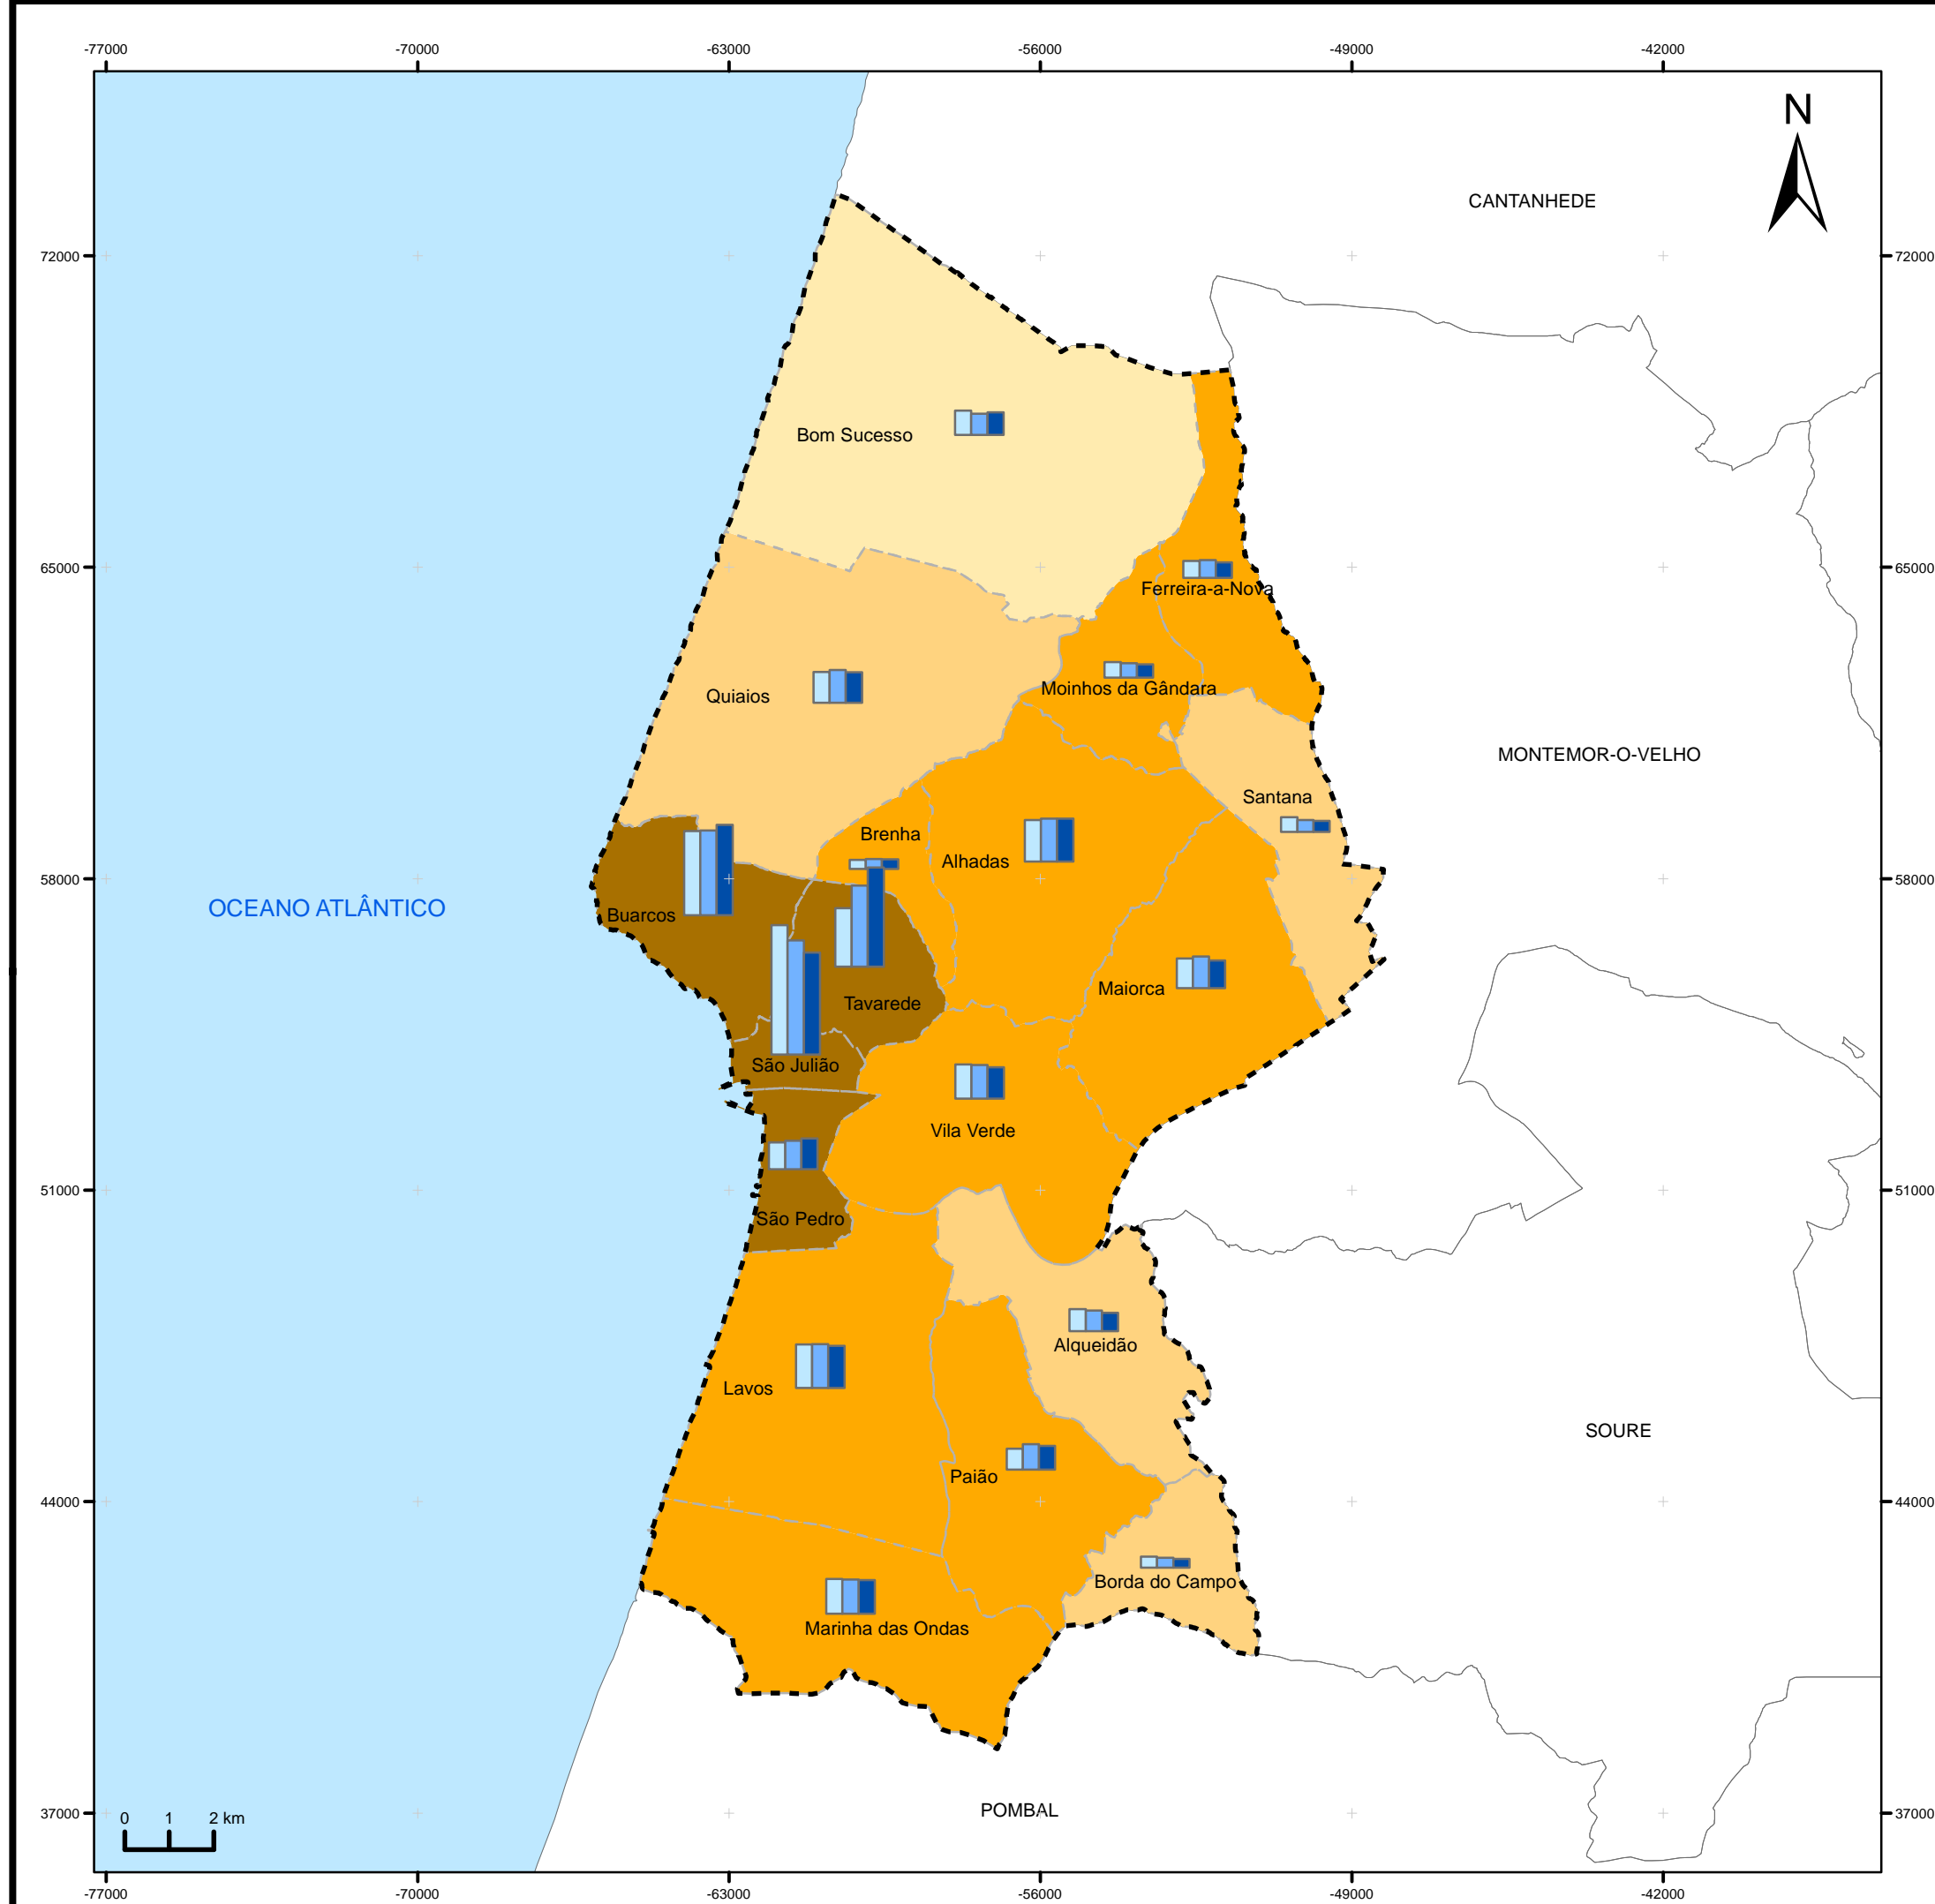 -77000 -70000 -63000 -56000 -49000 -42000
N
CANTANHEDE
72000 72000
Bom Sucesso
65000 65000
Ferreira-a-Nova
Moinhos da Gândara
Quiaios
MONTEMOR-O-VELHO
Santana
Brenha
Alhadas
58000 58000
OCEANO ATLÂNTICO
Buarcos
Maiorca
Tavarede
São Julião
Vila Verde
51000 51000
São Pedro
Alqueidão
Lavos
SOURE
Paião
44000 44000
Borda do Campo
Marinha das Ondas
POMBAL
37000 37000
0 1 2 km
-77000 -70000 -63000 -56000 -49000 -42000